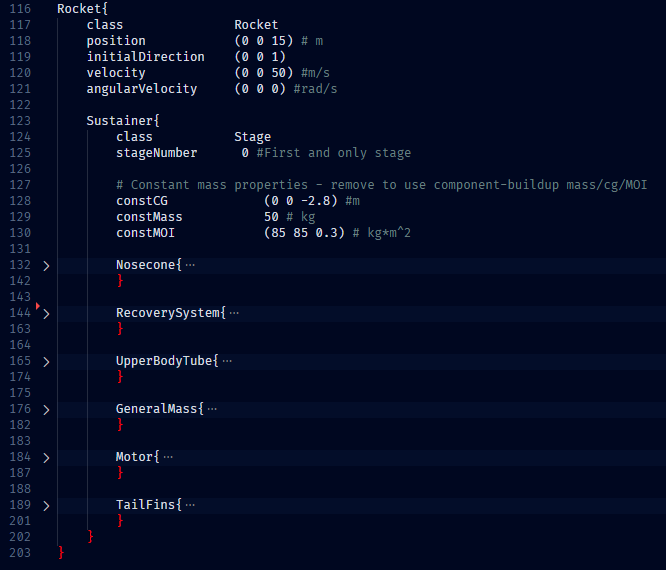 116 Rocket{
117 class Rocket
118 position (0 0 15) # m
119 initialDirection (0 0 1)
120 velocity (0 0 50) #m/s
121 angularVelocity (0 0 0) #rad/s
122
123 Sustainer{
124 class Stage
125 stageNumber 0 #First and only stage
126
127 # Constant mass properties - remove to use component-buildup mass/cg/MOI
128 constCG (0 0 -2.8) #m
129 constMass 50 # kg
130 constMOI (85 85 0.3) # kg*m^2
131
132 Nosecone{ ···
142 }
143
144 RecoverySystem{ ···
163 }
164
165 UpperBodyTube{ ···
174 }
175
176 GeneralMass{ ···
182 }
183
184 Motor{ ···
187 }
188
189 TailFins{ ···
201 }
202 }
203 }